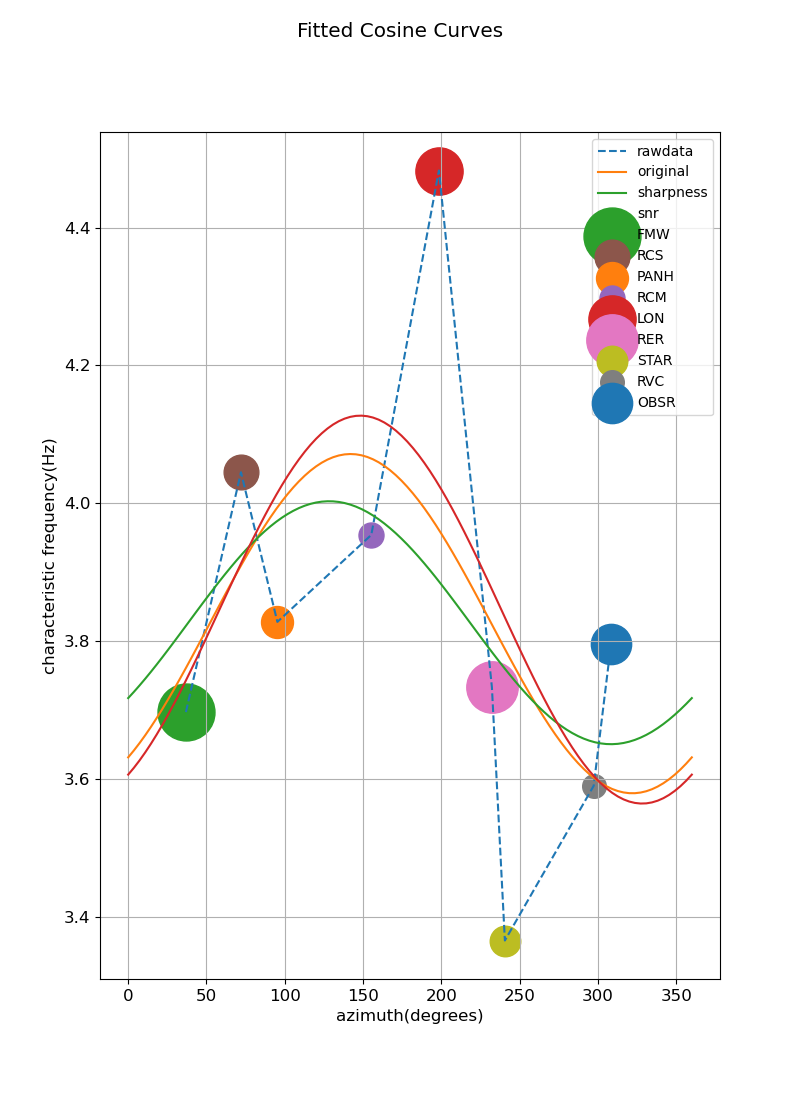 Fitted Cosine Curves
rawdata
original
sharpness
snr
FMW
RCS
PANH
RCM
LON
RER
STAR
RVC
OBSR
4.4
4.2
4.0
3.8
3.6
3.4
characteristic frequency(Hz)
0 50 100 150 200 250 300 350
azimuth(degrees)